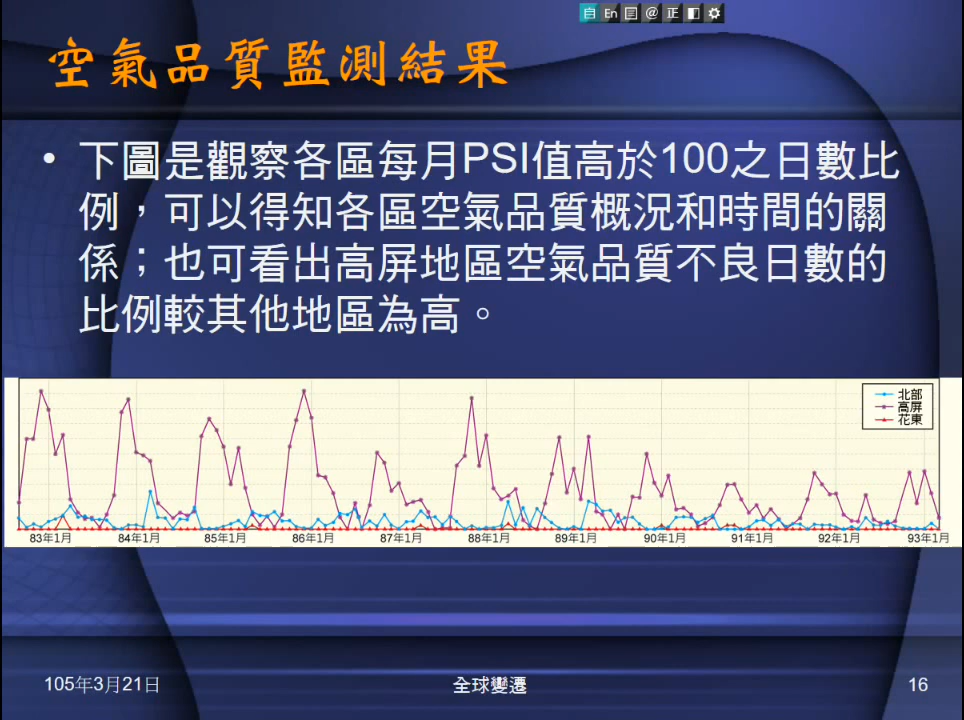 自 En @ 正
空氣品質監測結果
• 下圖是觀察各區每月PSI值高於100之日數比
例，可以得知各區空氣品質概況和時間的關
係；也可看出高屏地區空氣品質不良日數的
比例較其他地區為高。
北部
高屏
花東
83年1月 84年1月 85年1月 86年1月 87年1月 88年1月 89年1月 90年1月 91年1月 92年1月 93年1月
105年3月21日 全球變遷 16